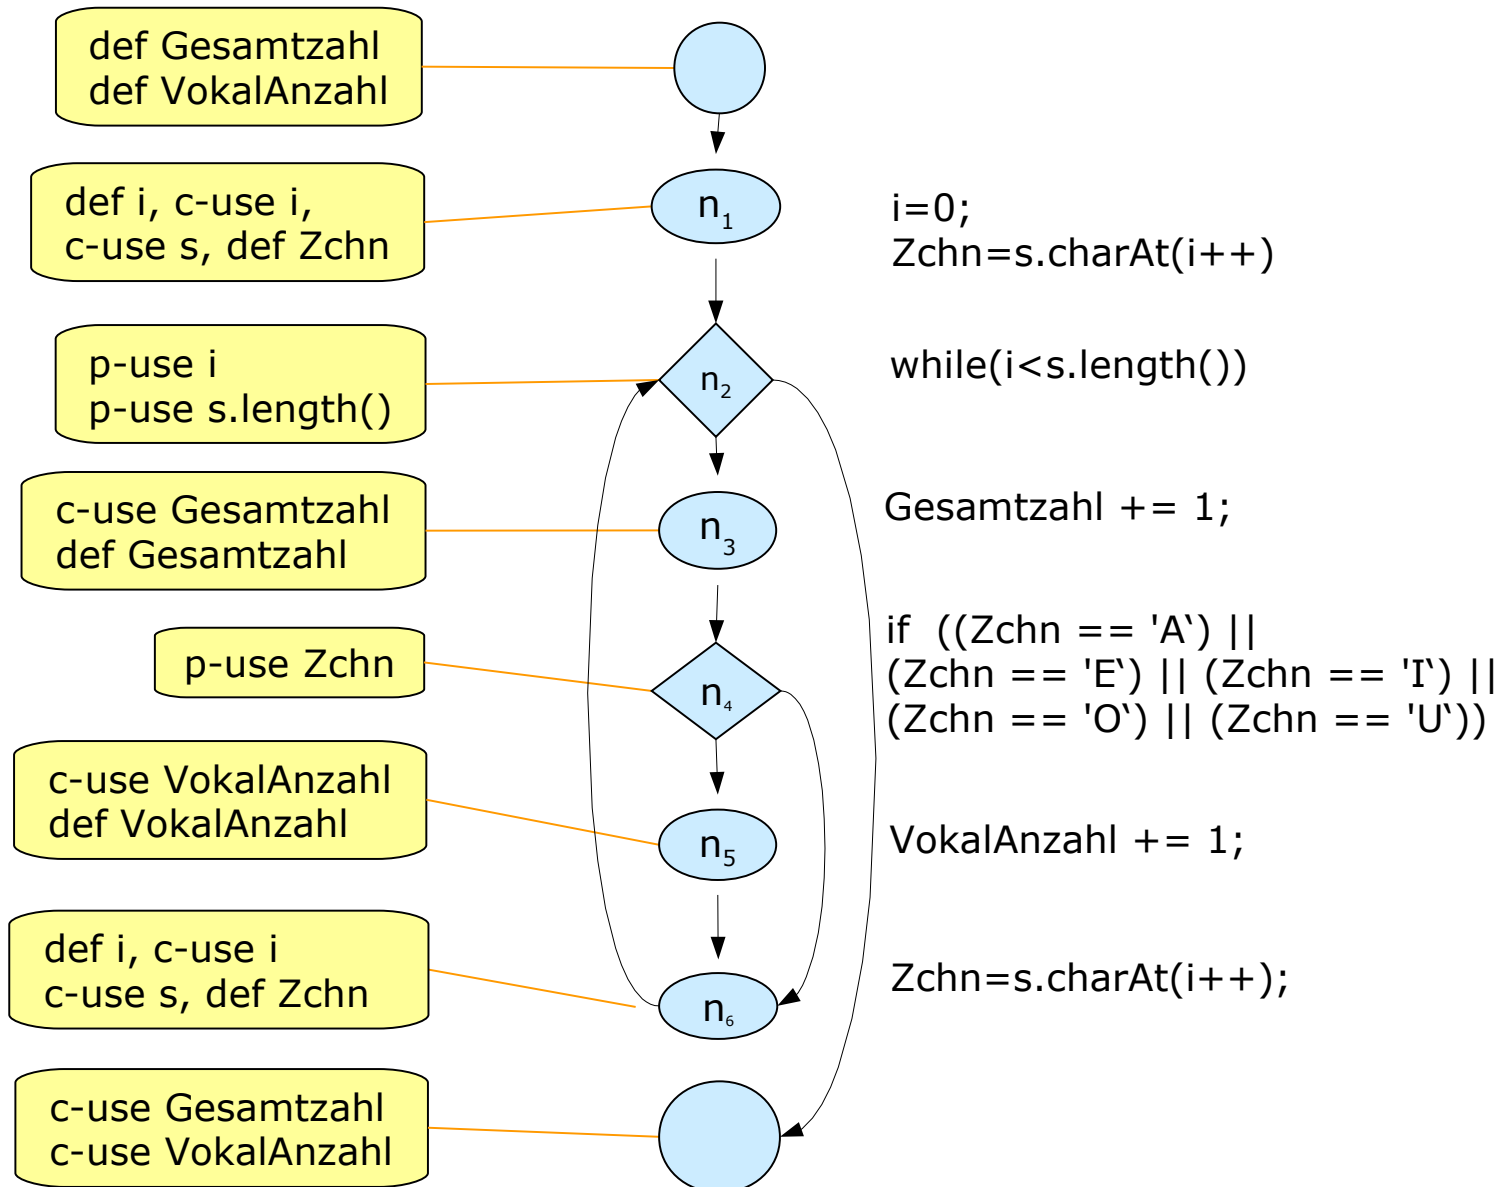 def Gesamtzahl
def VokalAnzahl
def i, c-use i,
c-use s, def Zchn
n1
i=0;
Zchn=s.charAt(i++)
p-use i
p-use s.length()
n2
while(i<s.length())
c-use Gesamtzahl
def Gesamtzahl
n3
Gesamtzahl += 1;
p-use Zchn
n4
if ((Zchn == 'A‵) ||
(Zchn == 'E‵) || (Zchn == 'I‵) ||
(Zchn == 'O‵) || (Zchn == 'U‵))
c-use VokalAnzahl
def VokalAnzahl
n5
VokalAnzahl += 1;
def i, c-use i
c-use s, def Zchn
n6
Zchn=s.charAt(i++);
c-use Gesamtzahl
c-use VokalAnzahl